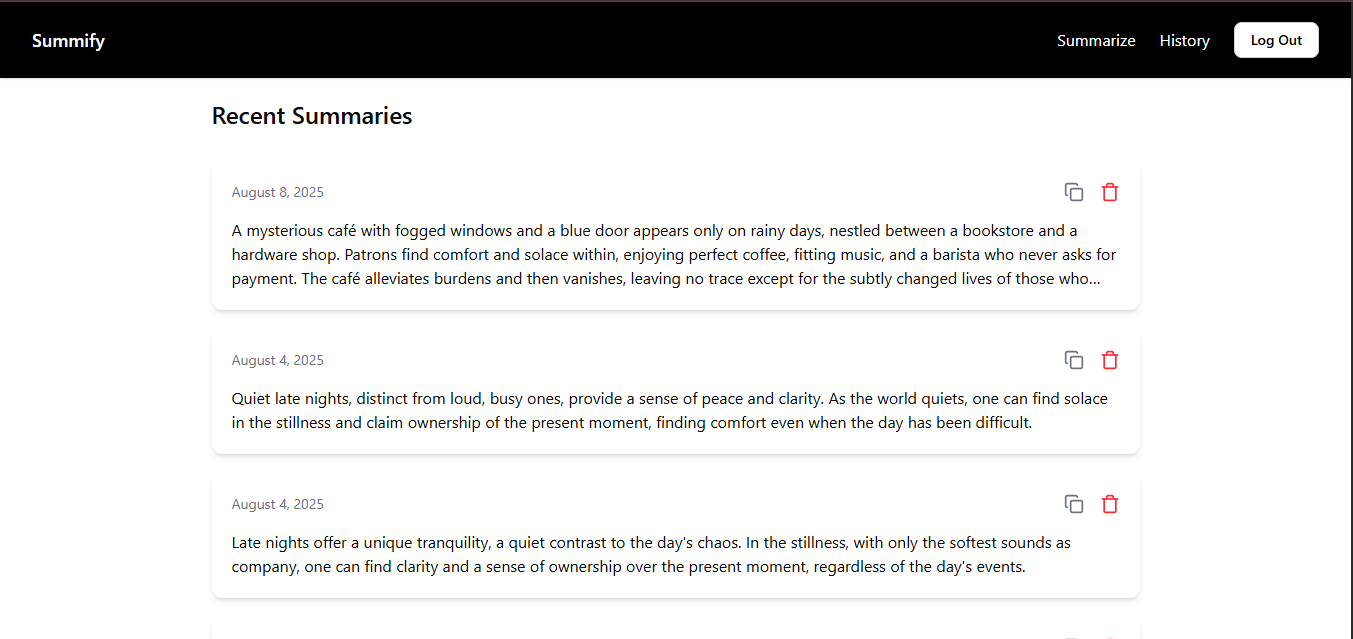 Summify
Summarize
History
Log Out
Recent Summaries
August 8, 2025
A mysterious café with fogged windows and a blue door appears only on rainy days, nestled between a bookstore and a
hardware shop. Patrons find comfort and solace within, enjoying perfect coffee, fitting music, and a barista who never asks for
payment. The café alleviates burdens and then vanishes, leaving no trace except for the subtly changed lives of those who...
August 4, 2025
Quiet late nights, distinct from loud, busy ones, provide a sense of peace and clarity. As the world quiets, one can find solace
in the stillness and claim ownership of the present moment, finding comfort even when the day has been difficult.
August 4, 2025
Late nights offer a unique tranquility, a quiet contrast to the day's chaos. In the stillness, with only the softest sounds as
company, one can find clarity and a sense of ownership over the present moment, regardless of the day's events.